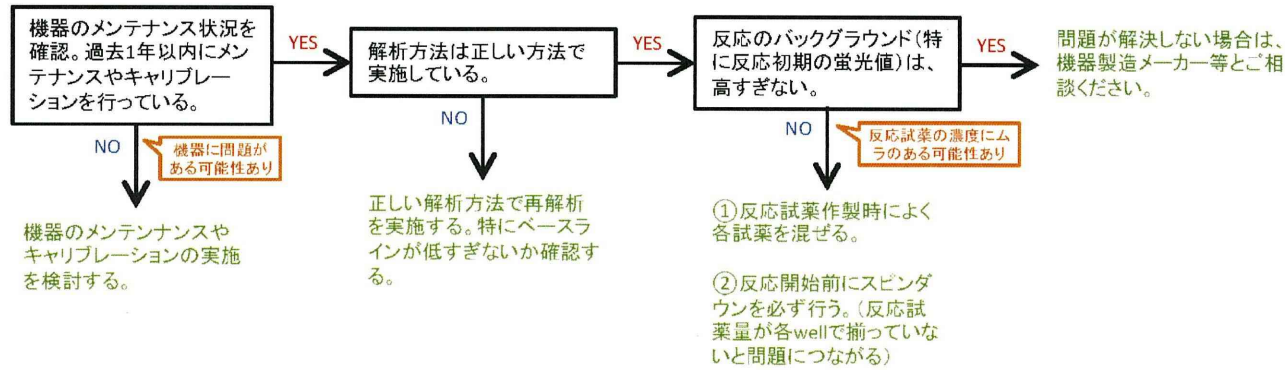 機器のメンテナンス状況を
確認。過去1年以内にメン
テナンスやキャリブレー
ションを行っている。
YES
解析方法は正しい方法で
実施している。
YES
反応のバックグラウンド(特
に反応初期の蛍光値)は、
高すぎない。
YES
問題が解決しない場合は、
機器製造メーカー等とご相
談ください。
NO
機器に問題が
ある可能性あり
NO
NO
反応試薬の濃度にム
ラのある可能性あり
機器のメンテンナンスや
キャリブレーションの実施
を検討する。
正しい解析方法で再解析
を実施する。特にベースラ
インが低すぎないか確認す
る。
①反応試薬作製時によく
各試薬を混ぜる。
②反応開始前にスピンダ
ウンを必ず行う。(反応試
薬量が各wellで揃っていな
いと問題につながる)